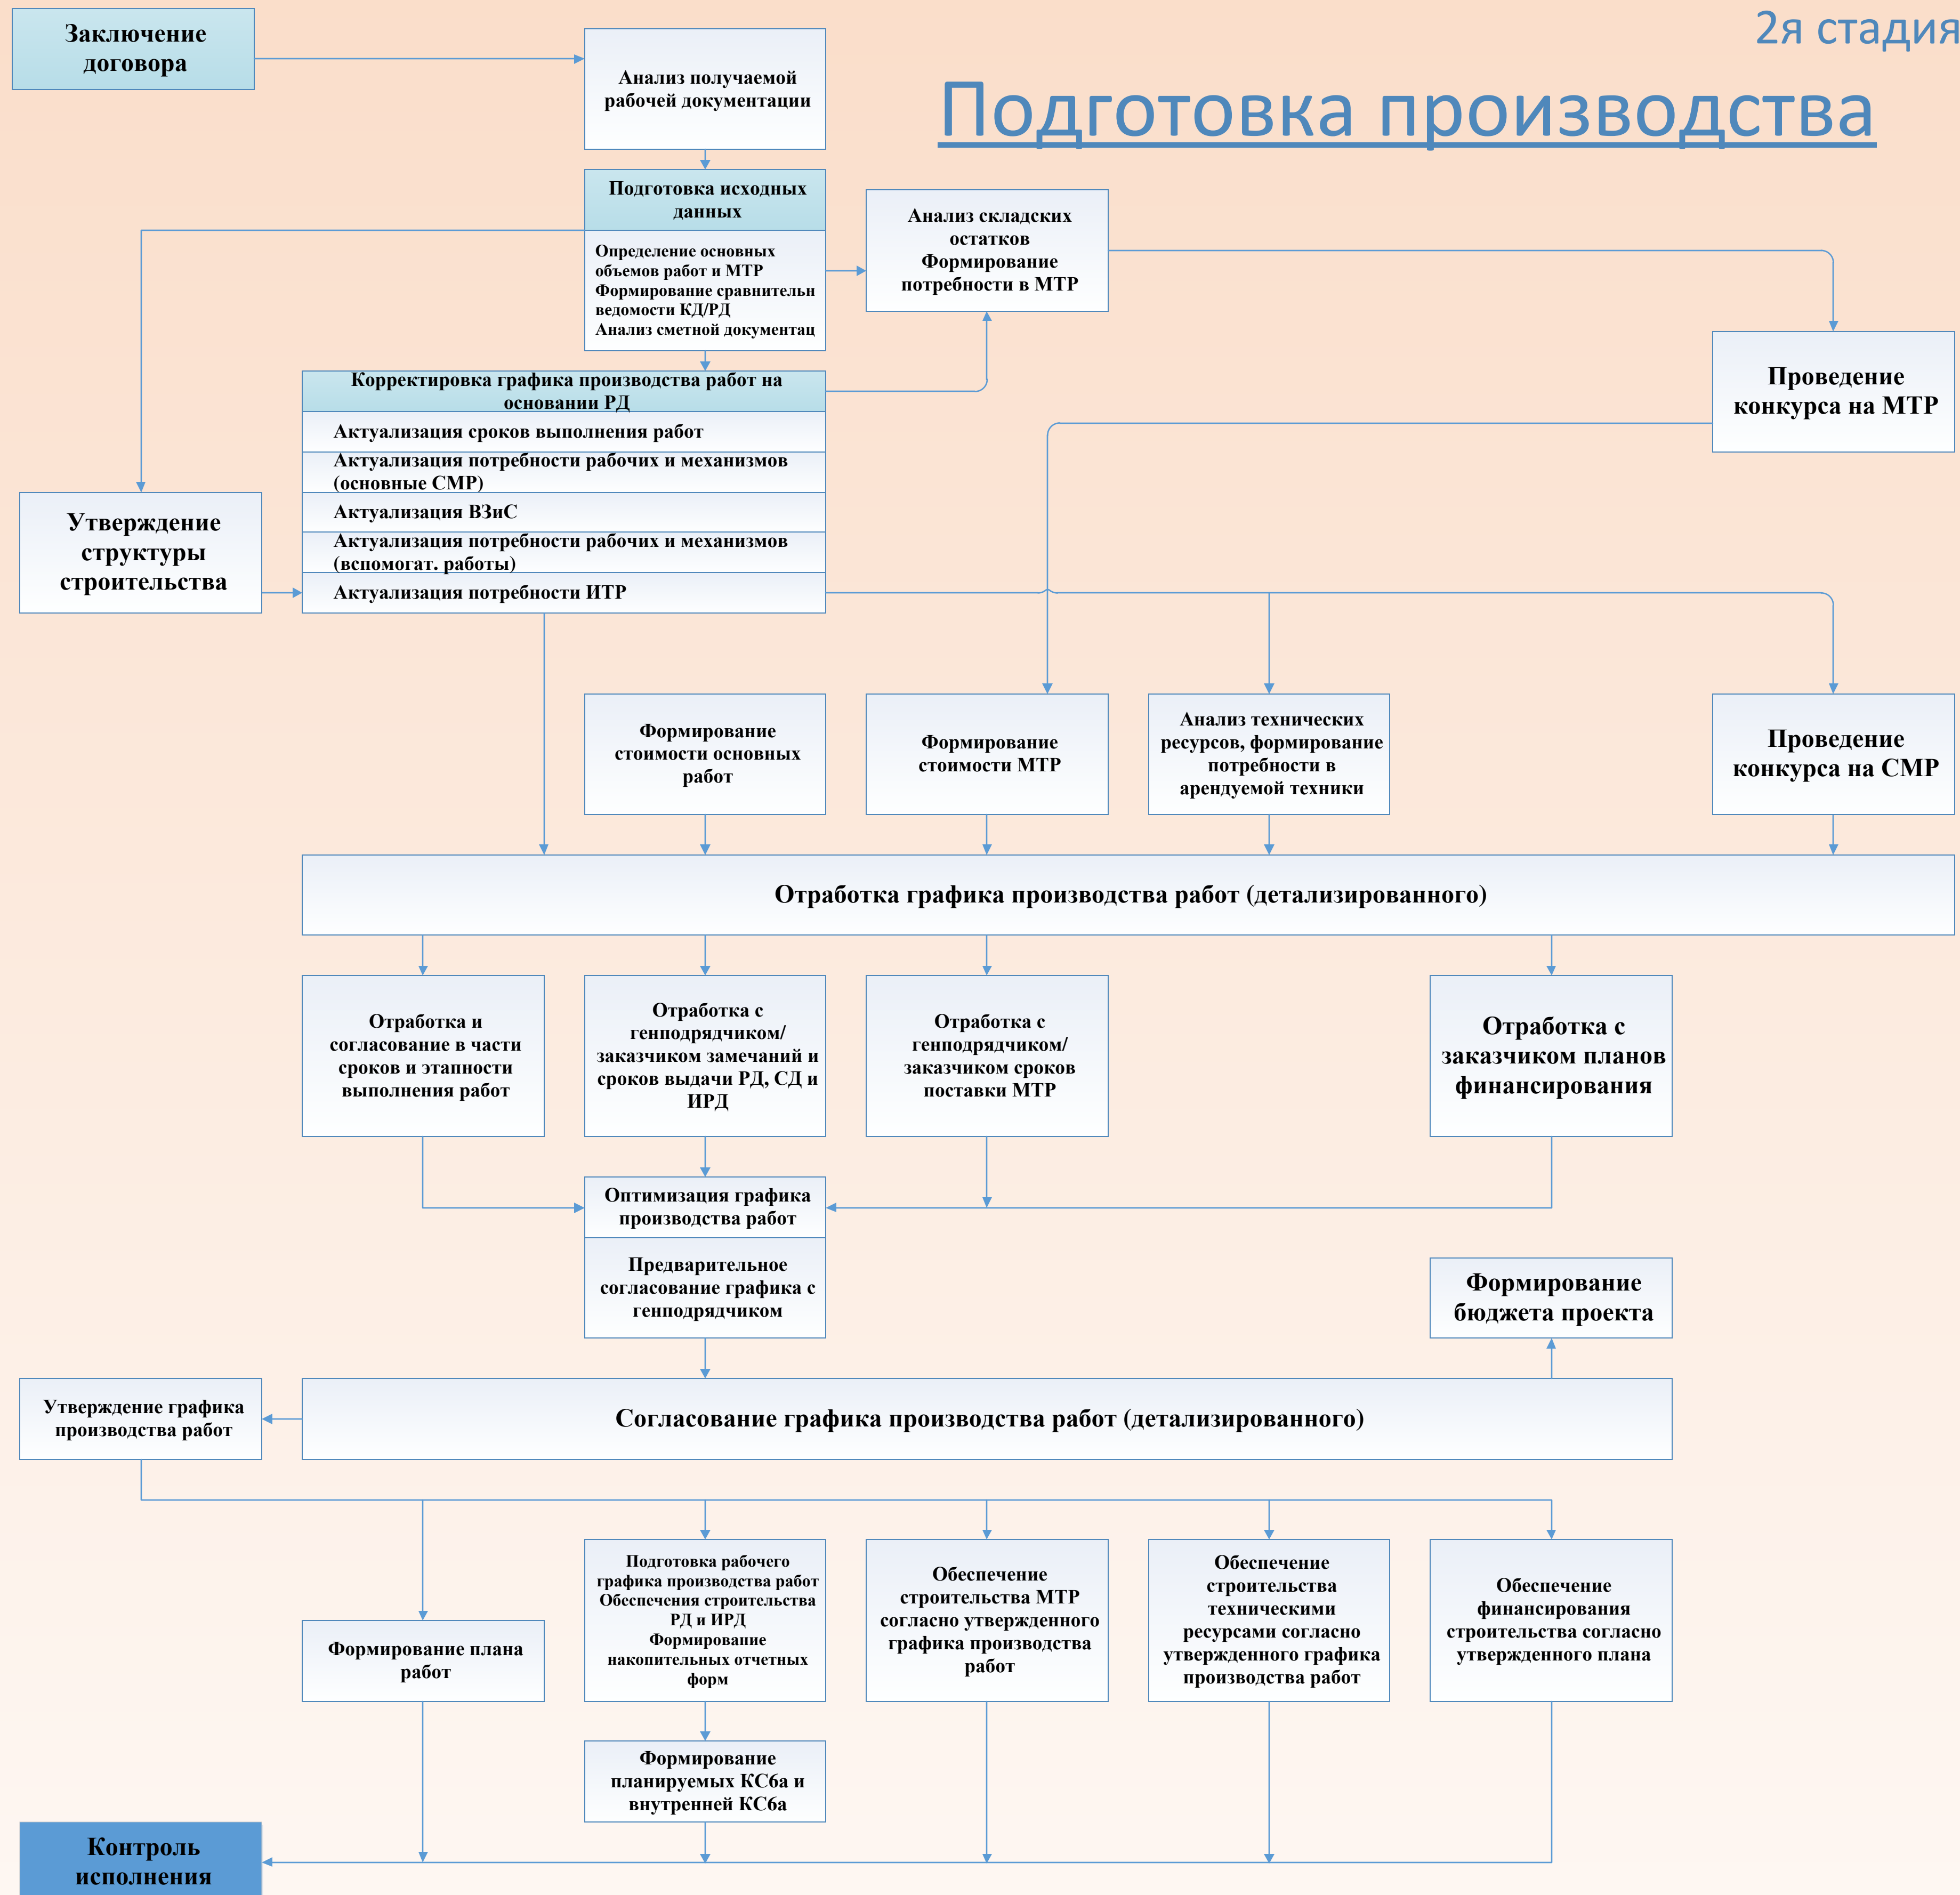 2я стадия
Подготовка производства
Заключение
договора
Анализ получаемой
рабочей документации
Подготовка исходных
данных
Определение основных
объемов работ и МТР
Формирование сравнительн
ведомости КД/РД
Анализ сметной документац
Анализ складских
остатков
Формирование
потребности в МТР
Проведение
конкурса на МТР
Корректировка графика производства работ на
основании РД
Актуализация сроков выполнения работ
Актуализация потребности рабочих и механизмов
(основные СМР)
Актуализация ВЗиС
Актуализация потребности рабочих и механизмов
(вспомогат. работы)
Актуализация потребности ИТР
Утверждение
структуры
строительства
Формирование
стоимости основных
работ
Формирование
стоимости МТР
Анализ технических
ресурсов, формирование
потребности в
арендуемой техники
Проведение
конкурса на СМР
Отработка графика производства работ (детализированного)
Отработка и
согласование в части
сроков и этапности
выполнения работ
Отработка с
генподрядчиком/
заказчиком замечаний и
сроков выдачи РД, СД и
ИРД
Отработка с
генподрядчиком/
заказчиком сроков
поставки МТР
Отработка с
заказчиком планов
финансирования
Оптимизация графика
производства работ
Предварительное
согласование графика с
генподрядчиком
Формирование
бюджета проекта
Утверждение графика
производства работ
Согласование графика производства работ (детализированного)
Формирование плана
работ
Подготовка рабочего
графика производства работ
Обеспечения строительства
РД и ИРД
Формирование
накопительных отчетных
форм
Обеспечение
строительства МТР
согласно утвержденного
графика производства
работ
Обеспечение
строительства
техническими
ресурсами согласно
утвержденного графика
производства работ
Обеспечение
финансирования
строительства согласно
утвержденного плана
Формирование
планируемых КС6а и
внутренней КС6а
Контроль
исполнения